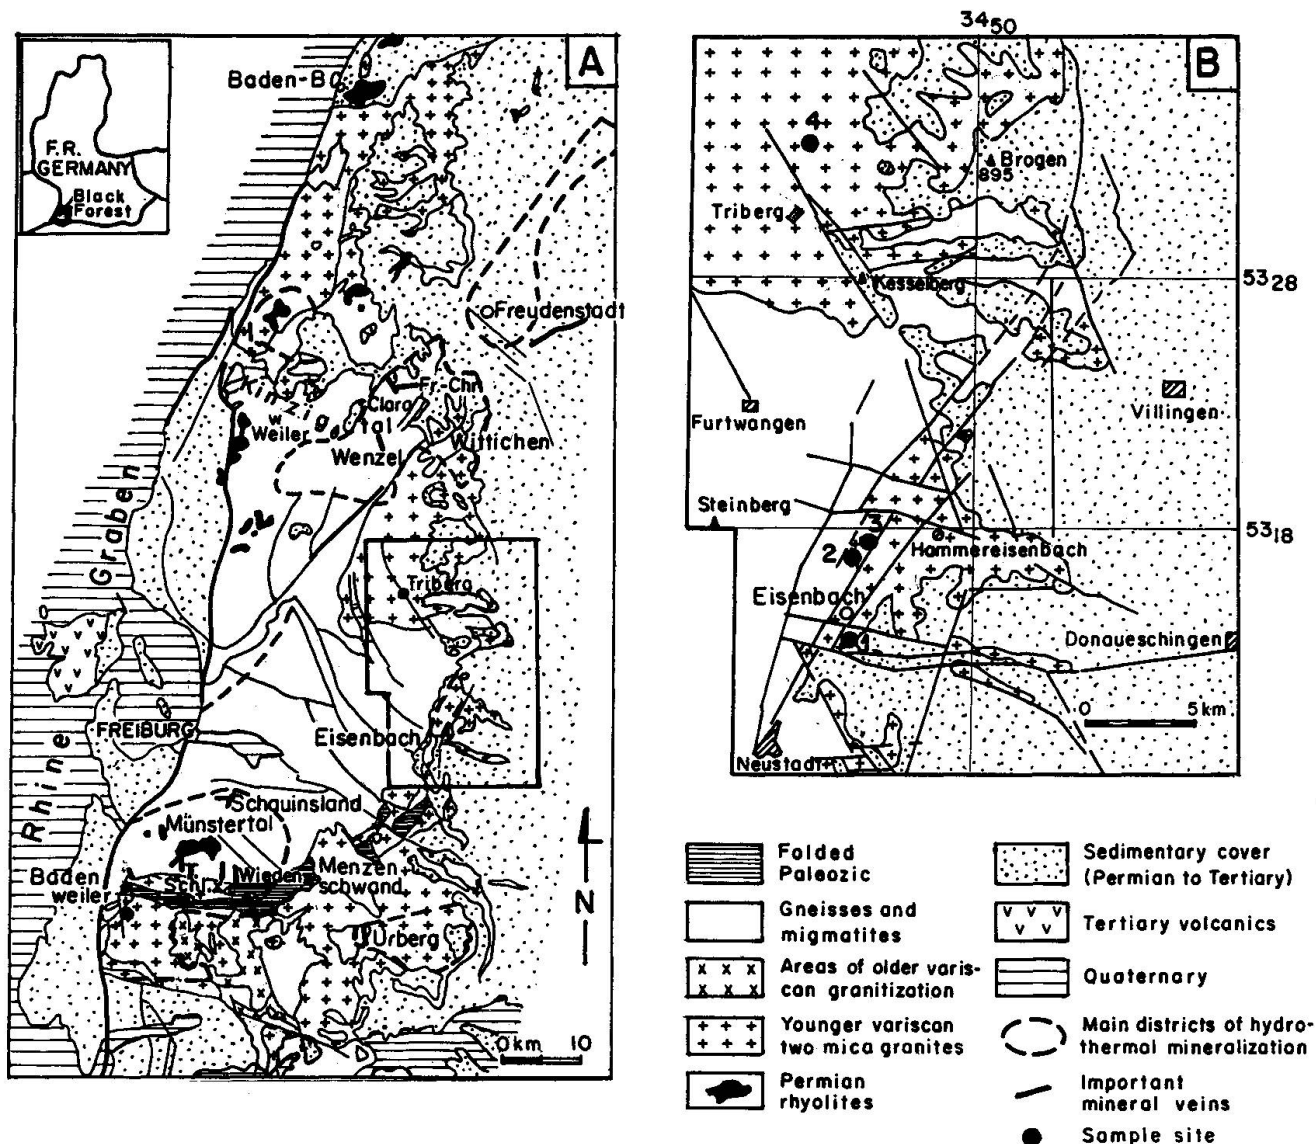 A
Baden-B
F.R.
GERMANY
Black
Forest
Freudenstadt
Fr.-Chr.
Kinzig
Clara
tal
Weiler
Wittichen
Wenzel
Rhine Graben
Triberg
FREIBURG
Eisenbach
Schauinsland
Münstertal
Baden
weiler
Schl.
Wieden
Menzen
schwand
Urberg
N
0 km 10
B
34 50
4
Brogen
895
Triberg
Kesselberg
53 28
Furtwangen
Villingen
Steinberg
53 18
3
2
Hammereisenbach
Eisenbach
1
Donaueschingen
0 5 km
Neustadt
Folded
Paleozic
Gneisses and
migmatites
Areas of older varis-
can granitization
Younger variscan
two mica granites
Permian
rhyolites
Sedimentary cover
(Permian to Tertiary)
Tertiary volcanics
Quaternary
Main districts of hydro-
thermal mineralization
Important
mineral veins
Sample site